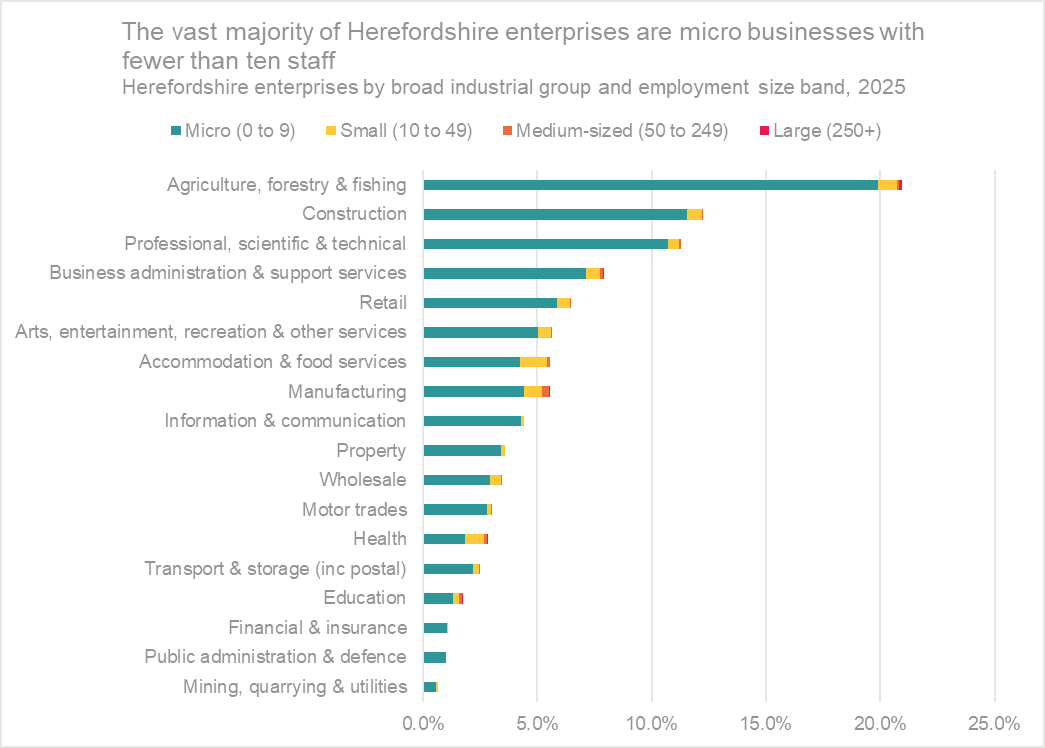 The vast majority of Herefordshire enterprises are micro businesses with
fewer than ten staff
Herefordshire enterprises by broad industrial group and employment size band, 2025
Micro (0 to 9) Small (10 to 49) Medium-sized (50 to 249) Large (250+)
Agriculture, forestry & fishing
Construction
Professional, scientific & technical
Business administration & support services
Retail
Arts, entertainment, recreation & other services
Accommodation & food services
Manufacturing
Information & communication
Property
Wholesale
Motor trades
Health
Transport & storage (inc postal)
Education
Financial & insurance
Public administration & defence
Mining, quarrying & utilities
0.0% 5.0% 10.0% 15.0% 20.0% 25.0%